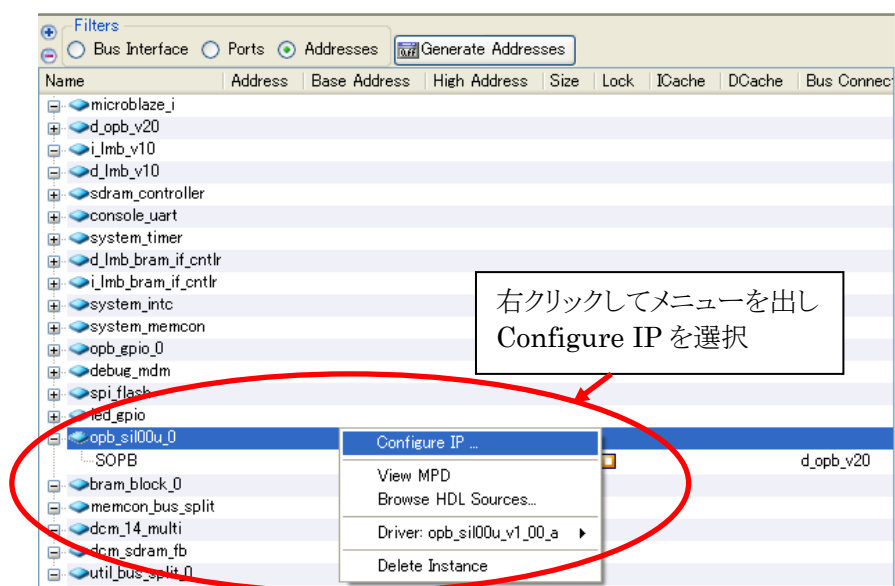 Filters
Bus Interface Ports Addresses Generate Addresses
Name Address Base Address High Address Size Lock ICache DCache Bus Connec
microblaze_i
d_opb_v20
i_lmb_v10
d_lmb_v10
sdram_controller
console_uart
system_timer
d_lmb_bram_if_cntlr
i_lmb_bram_if_cntlr
system_intc
system_memcon
opb_gpio_0
debug_mdm
spi_flash
led_gpio
opb_sil00u_0
SOPB d_opb_v20
bram_block_0
memcon_bus_split
dcm_14_multi
dcm_sdram_fb
util_bus_split_0
右クリックしてメニューを出し
Configure IP を選択
Configure IP ...
View MPD
Browse HDL Sources...
Driver: opb_sil00u_v1_00_a
Delete Instance